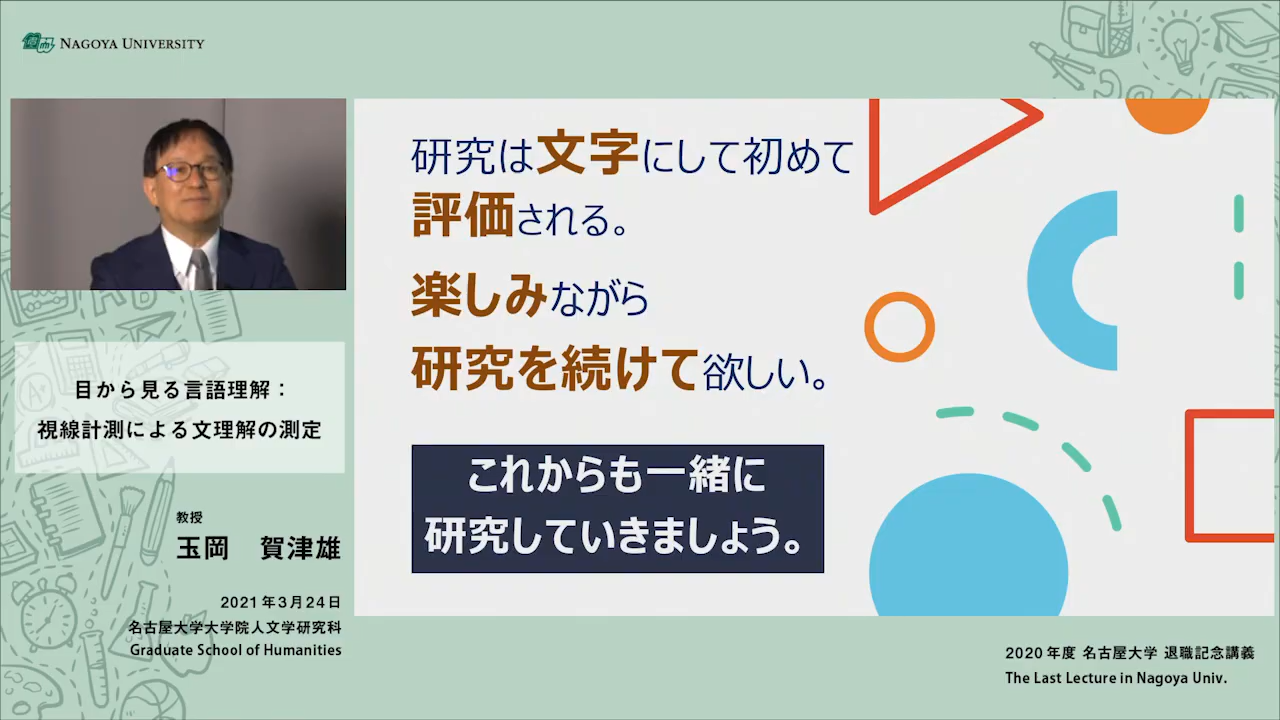 NAGOYA UNIVERSITY
研究は文字にして初めて
評価される。
楽しみながら
研究を続けて欲しい。
これからも一緒に
研究していきましょう。
目から見る言語理解：
視線計測による文理解の測定
教授
玉岡 賀津雄
2021年3月24日
名古屋大学大学院人文学研究科
Graduate School of Humanities
2020年度 名古屋大学 退職記念講義
The Last Lecture in Nagoya Univ.